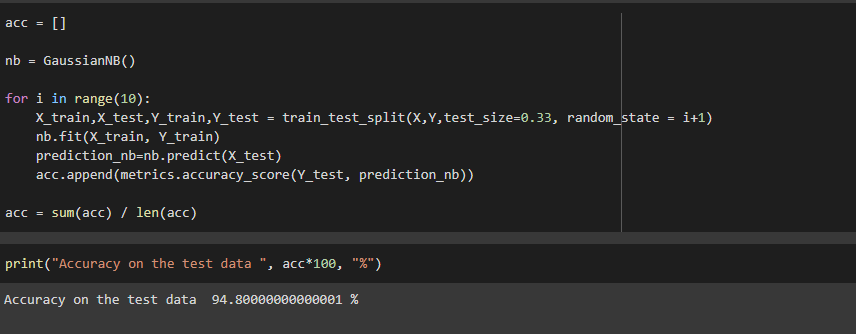 acc = []
nb = GaussianNB()
for i in range(10):
    X_train,X_test,Y_train,Y_test = train_test_split(X,Y,test_size=0.33, random_state = i+1)
    nb.fit(X_train, Y_train)
    prediction_nb=nb.predict(X_test)
    acc.append(metrics.accuracy_score(Y_test, prediction_nb))
acc = sum(acc) / len(acc)
print("Accuracy on the test data ", acc*100, "%")
Accuracy on the test data  94.80000000000001 %